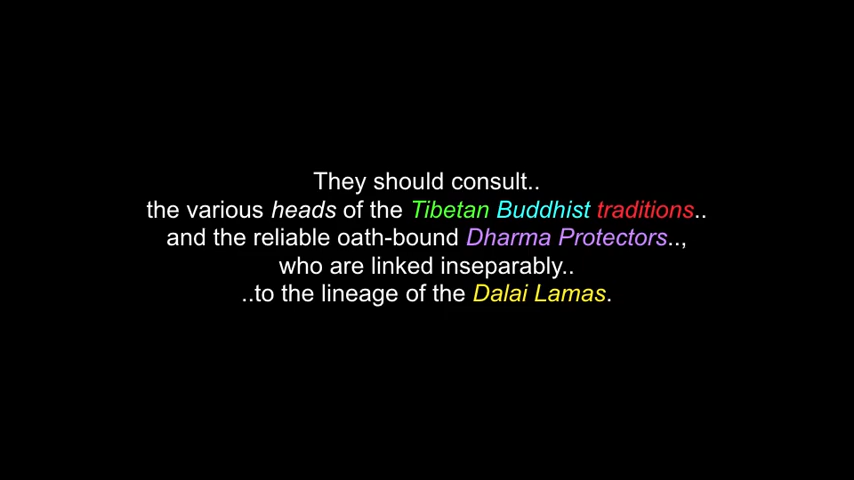 They should consult..
the various heads of the Tibetan Buddhist traditions..
and the reliable oath-bound Dharma Protectors..,
who are linked inseparably..
..to the lineage of the Dalai Lamas.